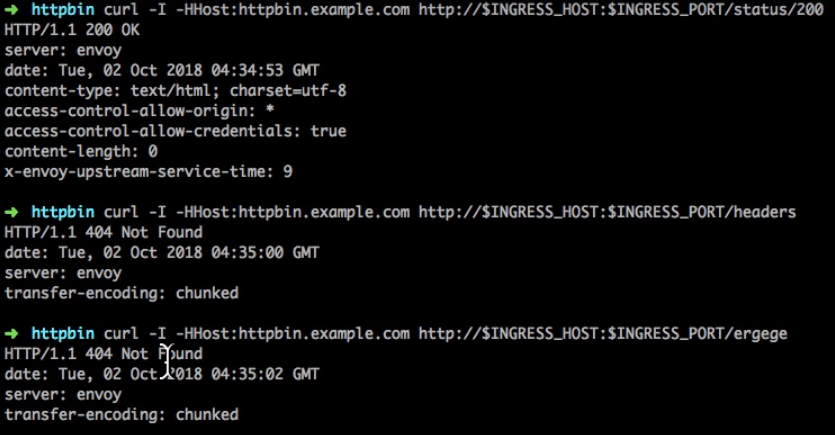 ➜ httpbin curl -I -HHost:httpbin.example.com http://$INGRESS_HOST:$INGRESS_PORT/status/200
HTTP/1.1 200 OK
server: envoy
date: Tue, 02 Oct 2018 04:34:53 GMT
content-type: text/html; charset=utf-8
access-control-allow-origin: *
access-control-allow-credentials: true
content-length: 0
x-envoy-upstream-service-time: 9
➜ httpbin curl -I -HHost:httpbin.example.com http://$INGRESS_HOST:$INGRESS_PORT/headers
HTTP/1.1 404 Not Found
date: Tue, 02 Oct 2018 04:35:00 GMT
server: envoy
transfer-encoding: chunked
➜ httpbin curl -I -HHost:httpbin.example.com http://$INGRESS_HOST:$INGRESS_PORT/ergege
HTTP/1.1 404 Not Found
date: Tue, 02 Oct 2018 04:35:02 GMT
server: envoy
transfer-encoding: chunked